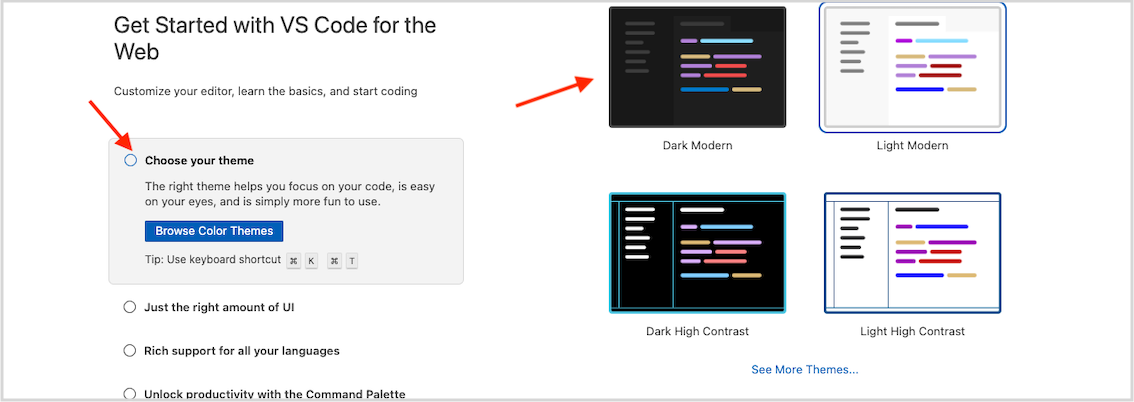 Get Started with VS Code for the
Web
Customize your editor, learn the basics, and start coding
Choose your theme
The right theme helps you focus on your code, is easy
on your eyes, and is simply more fun to use.
Browse Color Themes
Tip: Use keyboard shortcut ⌘ K ⌘ T
Just the right amount of UI
Rich support for all your languages
Unlock productivity with the Command Palette
Dark Modern
Light Modern
Dark High Contrast
Light High Contrast
See More Themes...